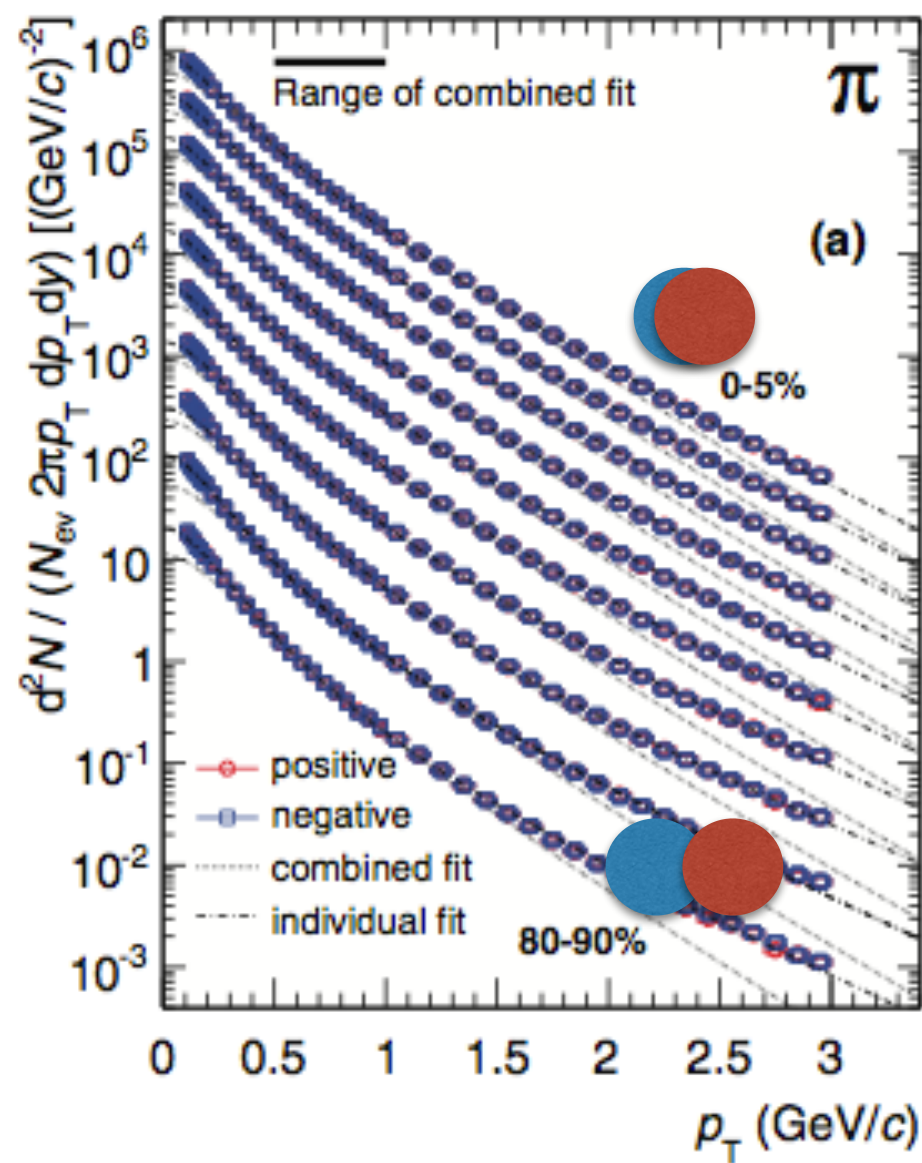 d²N / (N_ev 2πp_T dp_T dy) [(GeV/c)⁻²]
10⁶
10⁵
10⁴
10³
10²
10
1
10⁻¹
10⁻²
10⁻³
Range of combined fit
π
(a)
0-5%
positive
negative
combined fit
individual fit
80-90%
0 0.5 1 1.5 2 2.5 3
p_T (GeV/c)